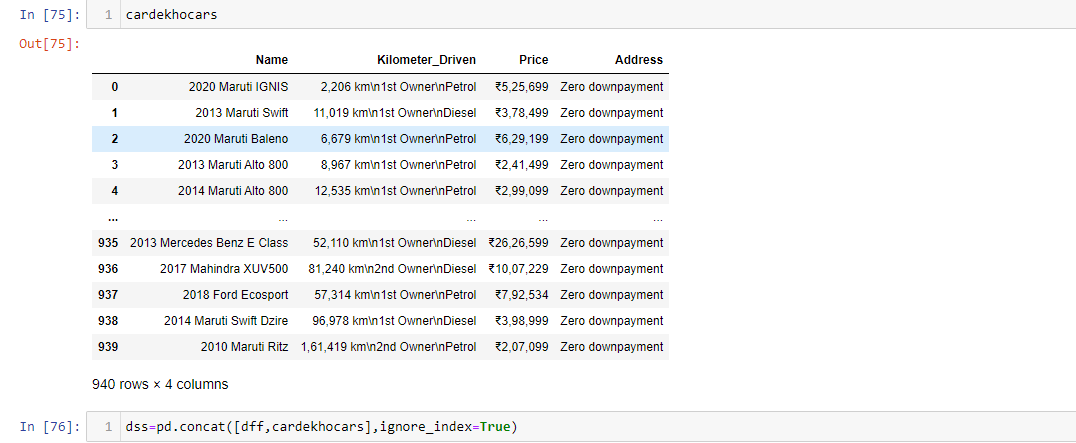 In [75]: 1 cardekhocars
Out[75]:
Name Kilometer_Driven Price Address
0 2020 Maruti IGNIS 2,206 km\n1st Owner\nPetrol ₹5,25,699 Zero downpayment
1 2013 Maruti Swift 11,019 km\n1st Owner\nDiesel ₹3,78,499 Zero downpayment
2 2020 Maruti Baleno 6,679 km\n1st Owner\nPetrol ₹6,29,199 Zero downpayment
3 2013 Maruti Alto 800 8,967 km\n1st Owner\nPetrol ₹2,41,499 Zero downpayment
4 2014 Maruti Alto 800 12,535 km\n1st Owner\nPetrol ₹2,99,099 Zero downpayment
... ... ... ... ...
935 2013 Mercedes Benz E Class 52,110 km\n1st Owner\nDiesel ₹26,26,599 Zero downpayment
936 2017 Mahindra XUV500 81,240 km\n2nd Owner\nDiesel ₹10,07,229 Zero downpayment
937 2018 Ford Ecosport 57,314 km\n1st Owner\nPetrol ₹7,92,534 Zero downpayment
938 2014 Maruti Swift Dzire 96,978 km\n1st Owner\nDiesel ₹3,98,999 Zero downpayment
939 2010 Maruti Ritz 1,61,419 km\n2nd Owner\nPetrol ₹2,07,099 Zero downpayment
940 rows × 4 columns
In [76]: 1 dss=pd.concat([dff,cardekhocars],ignore_index=True)